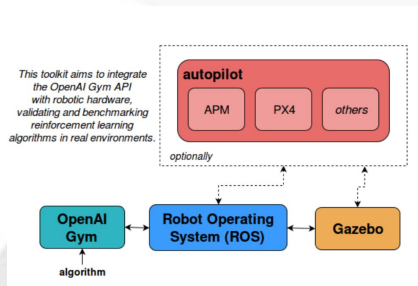 This toolkit aims to integrate
the OpenAI Gym API
with robotic hardware,
validating and benchmarking
reinforcement learning
algorithms in real environments.
autopilot
APM
PX4
others
optionally
OpenAI
Gym
Robot Operating
System (ROS)
Gazebo
algorithm